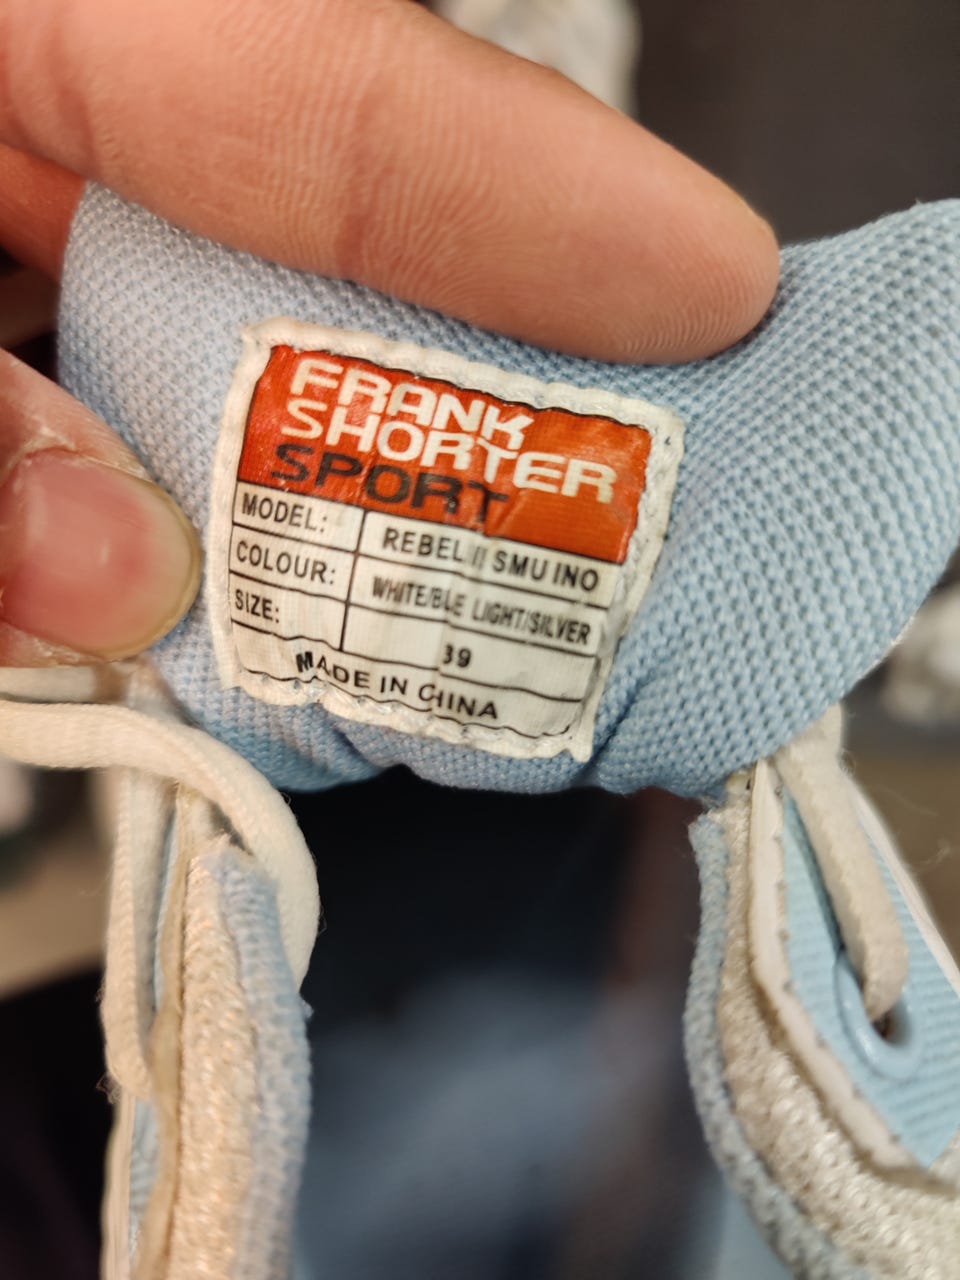 FRANK
SHORTER
SPORT
MODEL: REBEL II SMU INO
COLOUR: WHITE/BLE LIGHT/SILVER
SIZE: 39
MADE IN CHINA